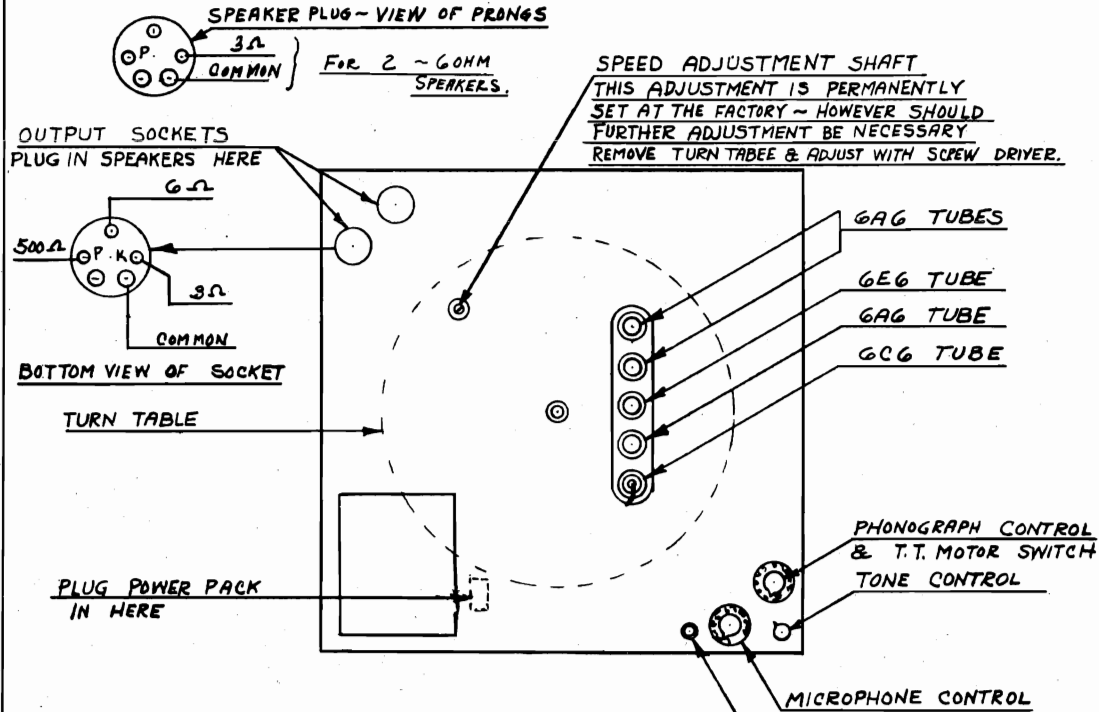 SPEAKER PLUG~VIEW OF PRONGS
P.
3Ω
COMMON
FOR 2 ~ 6OHM
SPEAKERS.
SPEED ADJUSTMENT SHAFT
THIS ADJUSTMENT IS PERMANENTLY
SET AT THE FACTORY ~ HOWEVER SHOULD
FURTHER ADJUSTMENT BE NECESSARY
REMOVE TURN TABEE & ADJUST WITH SCREW DRIVER.
OUTPUT SOCKETS
PLUG IN SPEAKERS HERE
6Ω
500Ω
P. K
3Ω
COMMON
BOTTOM VIEW OF SOCKET
TURN TABLE
6A6 TUBES
6E6 TUBE
6A6 TUBE
6C6 TUBE
PLUG POWER PACK
IN HERE
PHONOGRAPH CONTROL
& T.T. MOTOR SWITCH
TONE CONTROL
MICROPHONE CONTROL